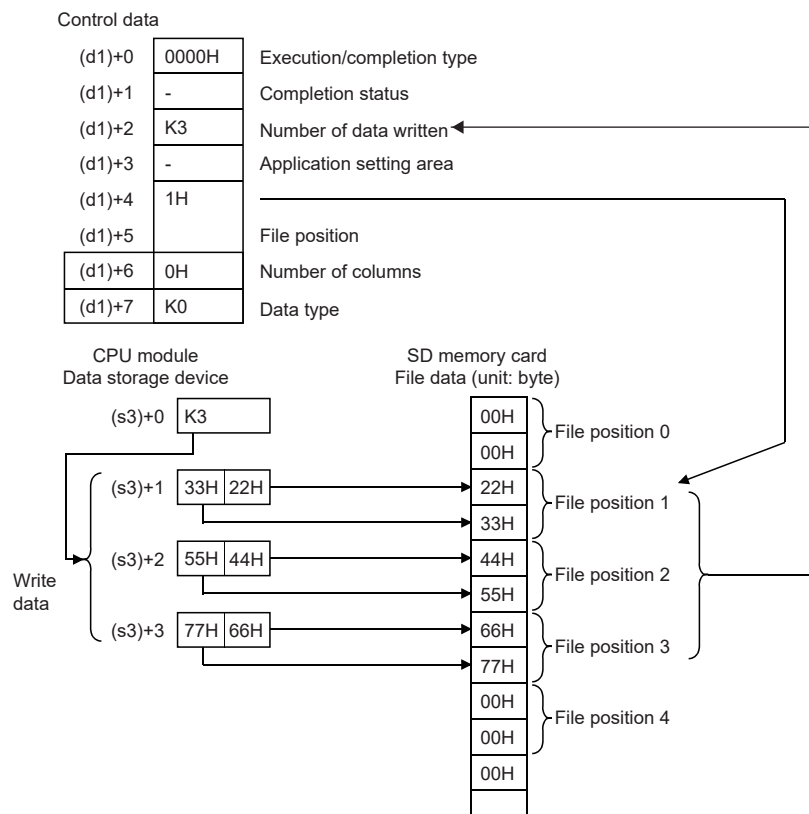 Control data
(d1)+0 0000H Execution/completion type
(d1)+1 - Completion status
(d1)+2 K3 Number of data written
(d1)+3 - Application setting area
(d1)+4 1H
(d1)+5 File position
(d1)+6 0H Number of columns
(d1)+7 K0 Data type
CPU module
Data storage device
SD memory card
File data (unit: byte)
(s3)+0 K3
00H
00H
File position 0
(s3)+1 33H 22H
22H
33H
File position 1
(s3)+2 55H 44H
44H
55H
File position 2
Write
data
(s3)+3 77H 66H
66H
77H
File position 3
00H
00H
File position 4
00H